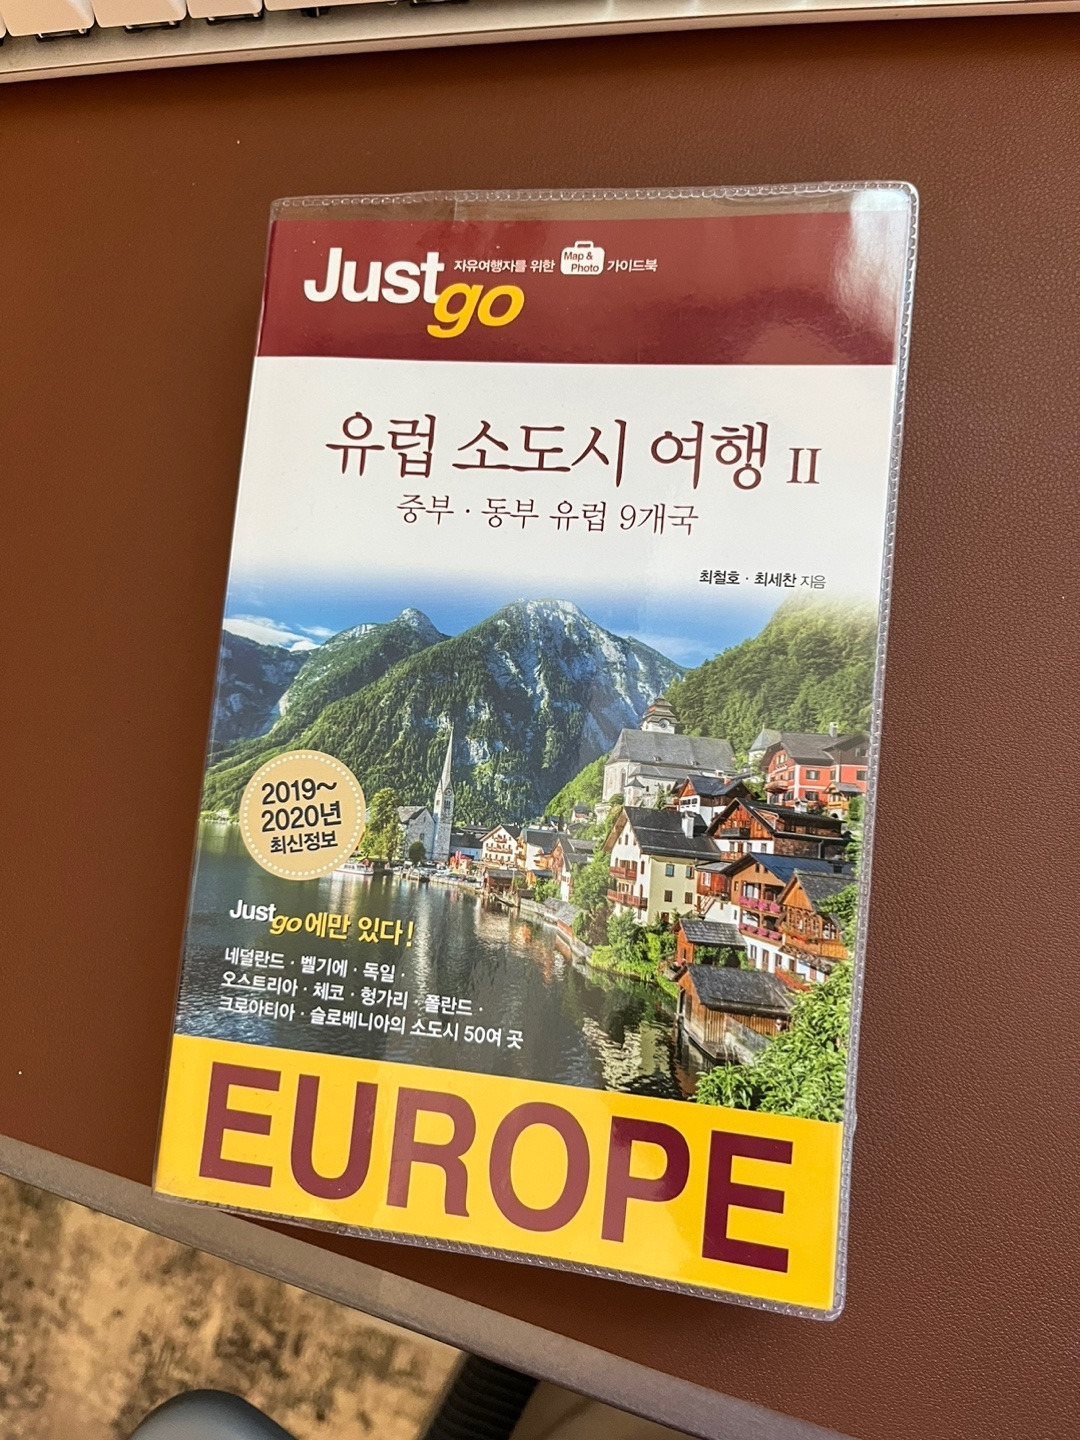 Just go 자유여행자를 위한 Map & Photo 가이드북
유럽 소도시 여행 II
중부 · 동부 유럽 9개국
최철호 · 최세찬 지음
2019~
2020년
최신정보
Just go에만 있다!
네덜란드 · 벨기에 · 독일 ·
오스트리아 · 체코 · 헝가리 · 폴란드 ·
크로아티아 · 슬로베니아의 소도시 50여 곳
EUROPE